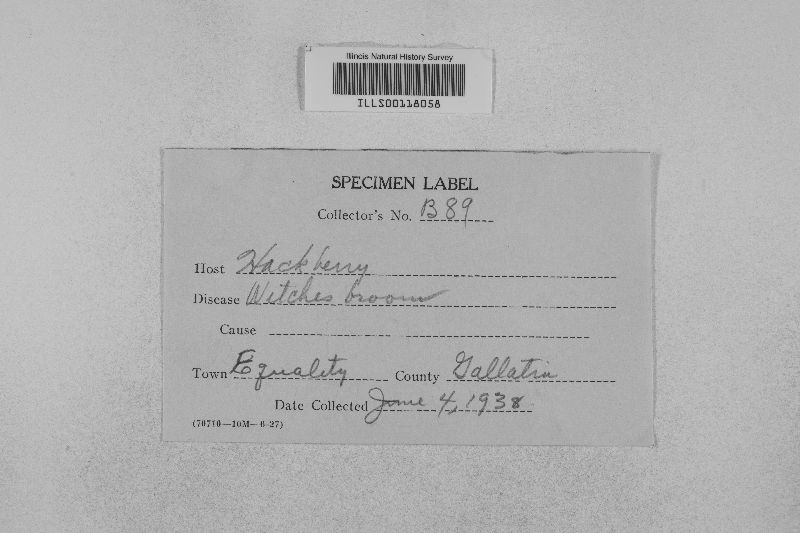 Illinois Natural History Survey
ILLS00118058
SPECIMEN LABEL
Collector's No. B 89
Host Hackberry
Disease Witches broom
Cause
Town Equality County Gallatin
Date Collected June 4, 1938
(70710—10M—6-27)